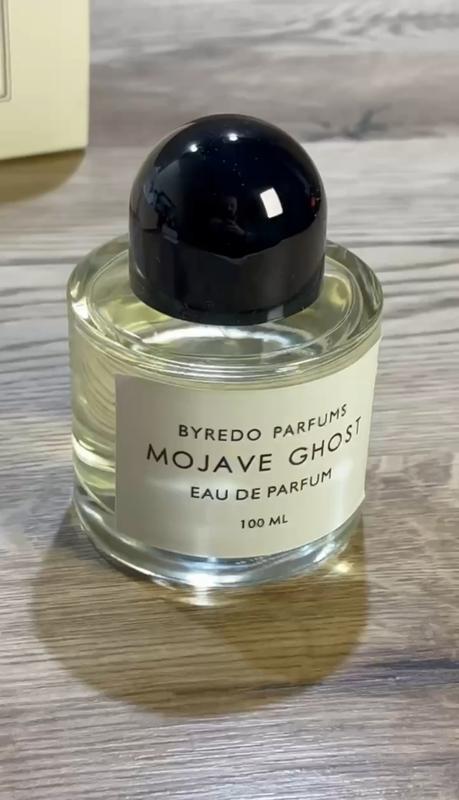 BYREDO PARFUMS
MOJAVE GHOST
EAU DE PARFUM
100 ML